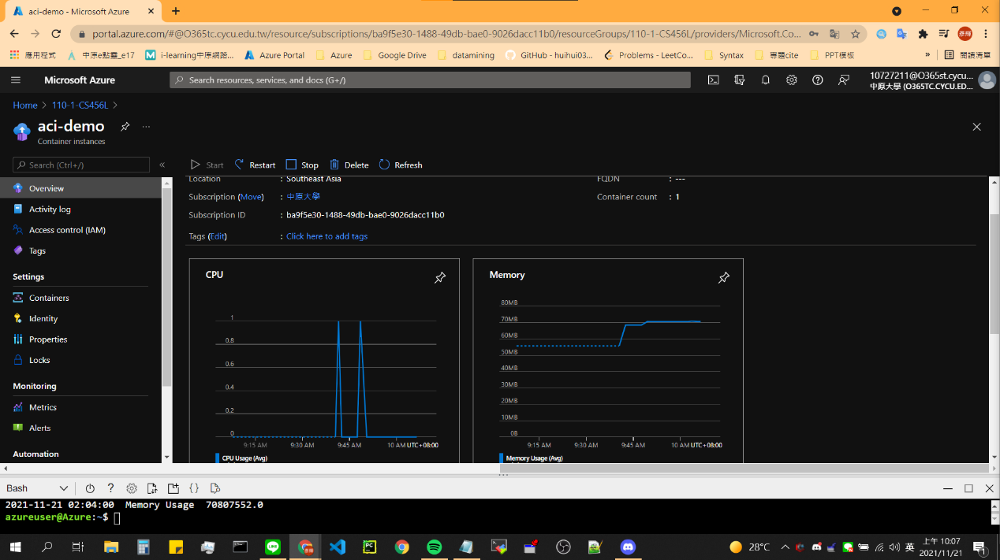 aci-demo - Microsoft Azure
portal.azure.com/#@O365tc.cycu.edu.tw/resource/subscriptions/ba9f5e30-1488-49db-bae0-9026dacc11b0/resourceGroups/110-1-CS456L/providers/Microsoft.Co...
應用程式 中原e點靈_e17 i-learning中原網路... Azure Portal Azure Google Drive datamining GitHub - huihui03... Problems - LeetCo... Syntax 專題cite PPT模板 » 閱讀清單
Microsoft Azure Search resources, services, and docs (G+/) 10727211@O365st.cycu...
中原大學 (O365TC.CYCU.ED...
Home > 110-1-CS456L >
aci-demo ...
Container instances
Search (Ctrl+/) « Start Restart Stop Delete Refresh
Overview
Activity log
Access control (IAM)
Tags
Settings
Containers
Identity
Properties
Locks
Monitoring
Metrics
Alerts
Automation
Location : Southeast Asia FQDN : ---
Subscription (Move) : 中原大學 Container count : 1
Subscription ID : ba9f5e30-1488-49db-bae0-9026dacc11b0
Tags (Edit) : Click here to add tags
CPU
1
0.8
0.6
0.4
0.2
0
9:15 AM 9:30 AM 9:45 AM 10 AM UTC+08:00
CPU Usage (Avg)
Memory
80MB
70MB
60MB
50MB
40MB
30MB
20MB
10MB
0B
9:15 AM 9:30 AM 9:45 AM 10 AM UTC+08:00
Memory Usage (Avg)
Bash
2021-11-21 02:04:00 Memory Usage 70807552.0
azureuser@Azure:~$
28°C 英 上午 10:07
2021/11/21